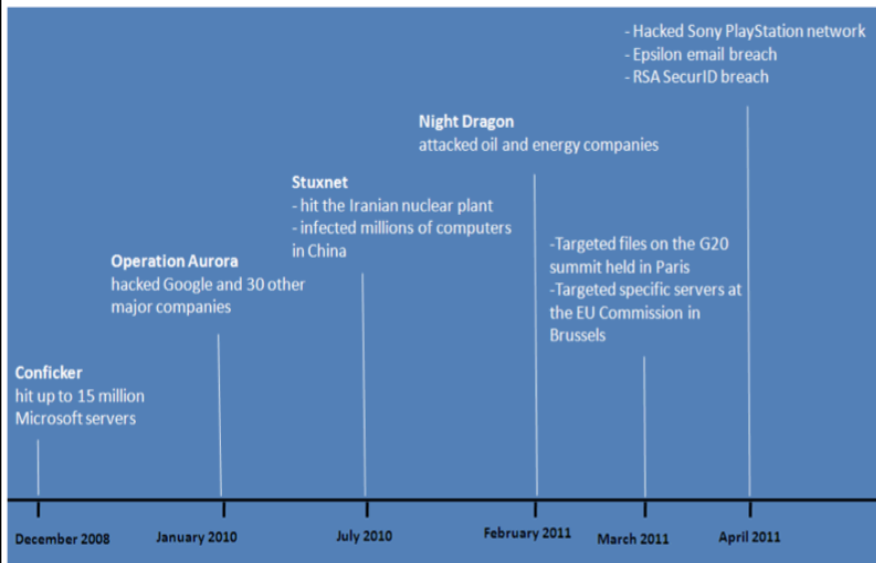 - Hacked Sony PlayStation network
- Epsilon email breach
- RSA SecurID breach
Night Dragon
attacked oil and energy companies
Stuxnet
- hit the Iranian nuclear plant
- infected millions of computers
in China
-Targeted files on the G20
summit held in Paris
-Targeted specific servers at
the EU Commission in
Brussels
Operation Aurora
hacked Google and 30 other
major companies
Conficker
hit up to 15 million
Microsoft servers
December 2008
January 2010
July 2010
February 2011
March 2011
April 2011